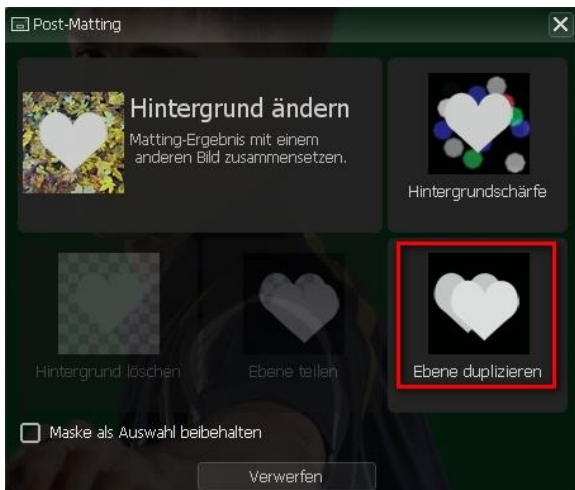 Post-Matting
Hintergrund ändern
Matting-Ergebnis mit einem
anderen Bild zusammensetzen.
Hintergrundschärfe
Hintergrund löschen
Ebene teilen
Ebene duplizieren
Maske als Auswahl beibehalten
Verwerfen